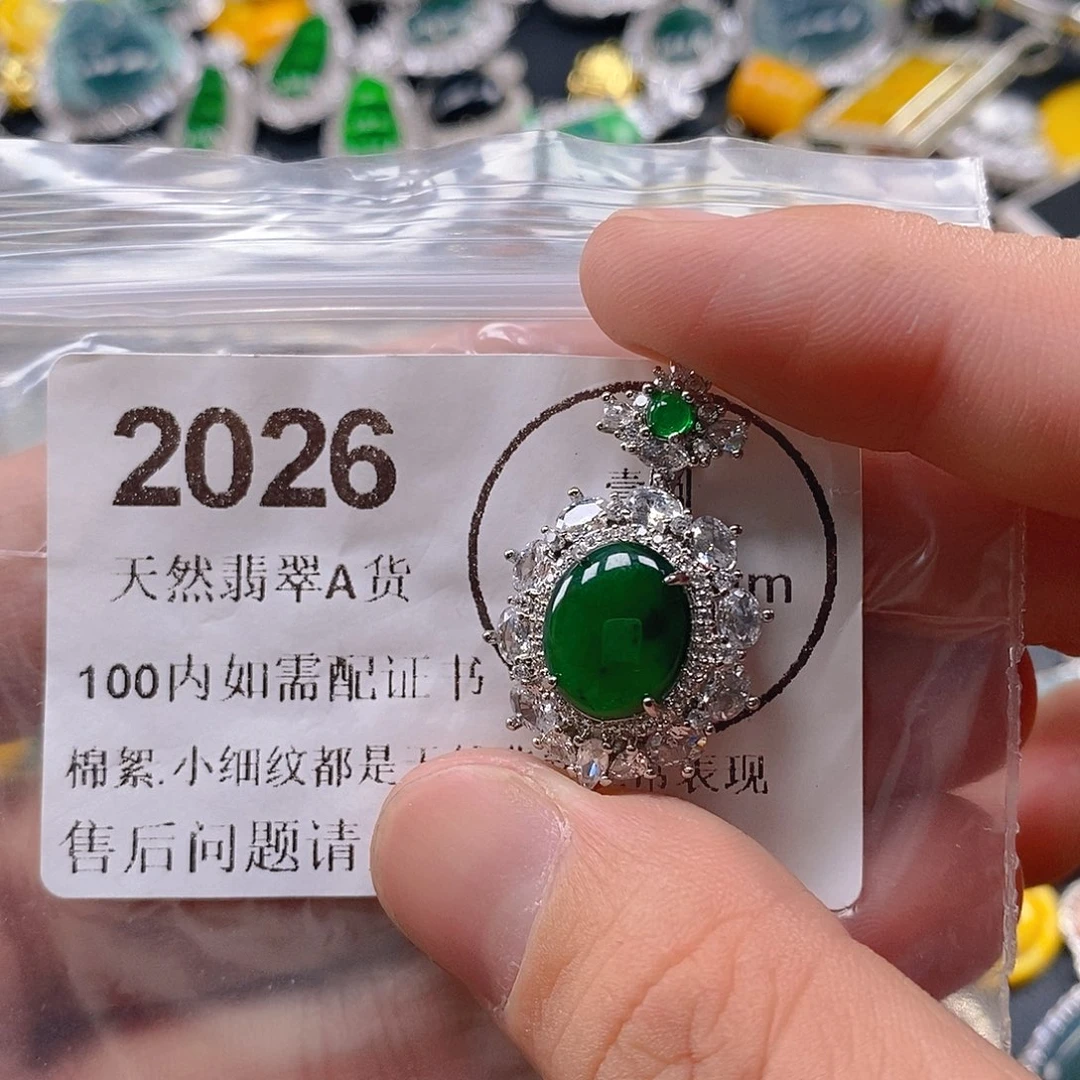 2026
天然翡翠A货
100内如需配证书
棉絮.小细纹都是
表现
售后问题请